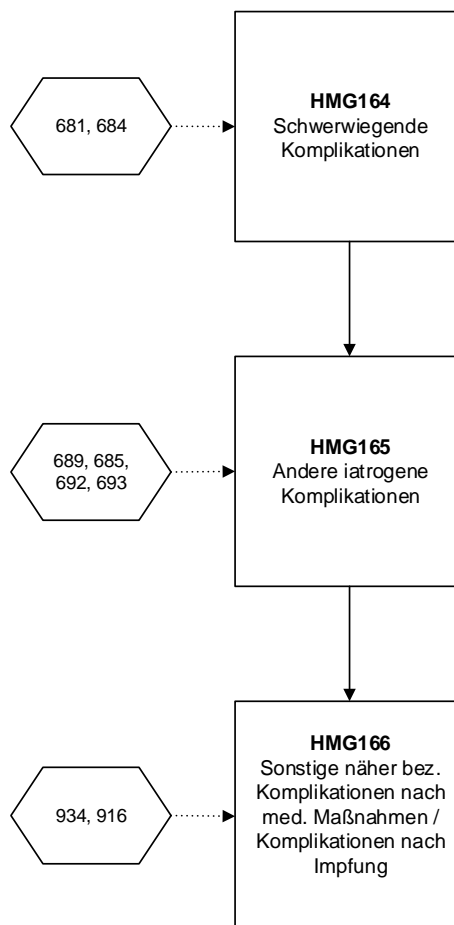 681, 684
HMG164
Schwerwiegende
Komplikationen
689, 685,
692, 693
HMG165
Andere iatrogene
Komplikationen
934, 916
HMG166
Sonstige näher bez.
Komplikationen nach
med. Maßnahmen /
Komplikationen nach
Impfung